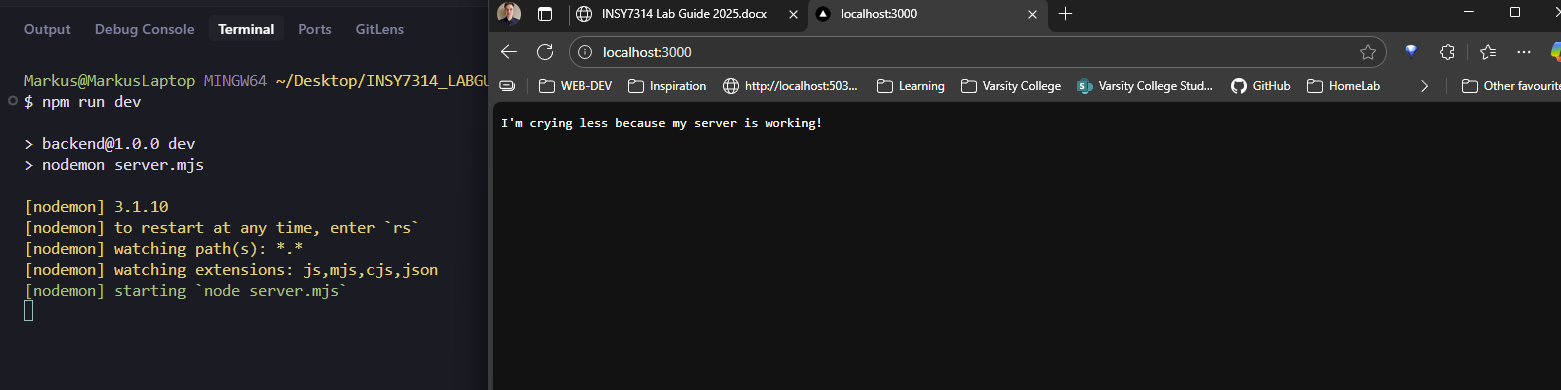 Output Debug Console Terminal Ports GitLens
Markus@MarkusLaptop MINGW64 ~/Desktop/INSY7314_LABGU
$ npm run dev
> backend@1.0.0 dev
> nodemon server.mjs
[nodemon] 3.1.10
[nodemon] to restart at any time, enter `rs`
[nodemon] watching path(s): *.*
[nodemon] watching extensions: js,mjs,cjs,json
[nodemon] starting `node server.mjs`
INSY7314 Lab Guide 2025.docx
localhost:3000
localhost:3000
WEB-DEV Inspiration http://localhost:503... Learning Varsity College Varsity College Stud... GitHub HomeLab Other favourite
I'm crying less because my server is working!